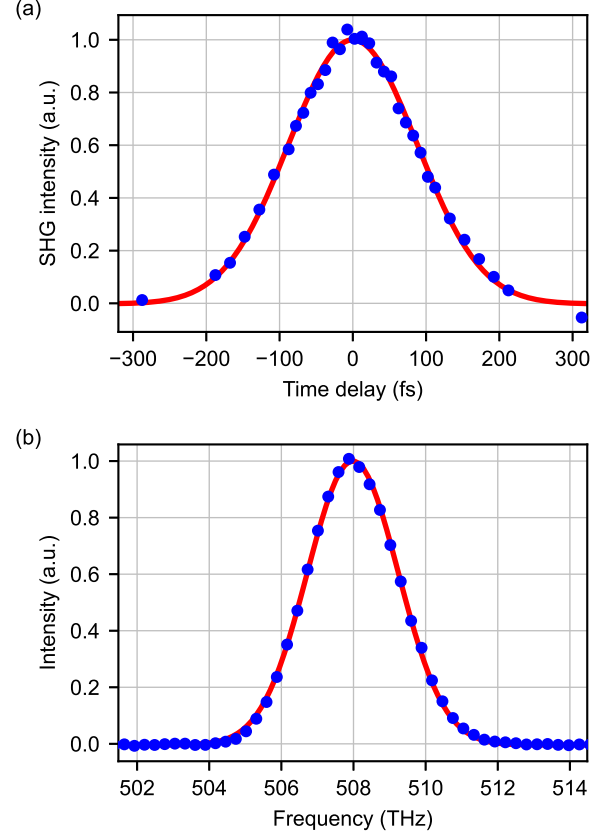 (a)
SHG intensity (a.u.)
1.0
0.8
0.6
0.4
0.2
0.0
−300 −200 −100 0 100 200 300
Time delay (fs)
(b)
Intensity (a.u.)
1.0
0.8
0.6
0.4
0.2
0.0
502 504 506 508 510 512 514
Frequency (THz)